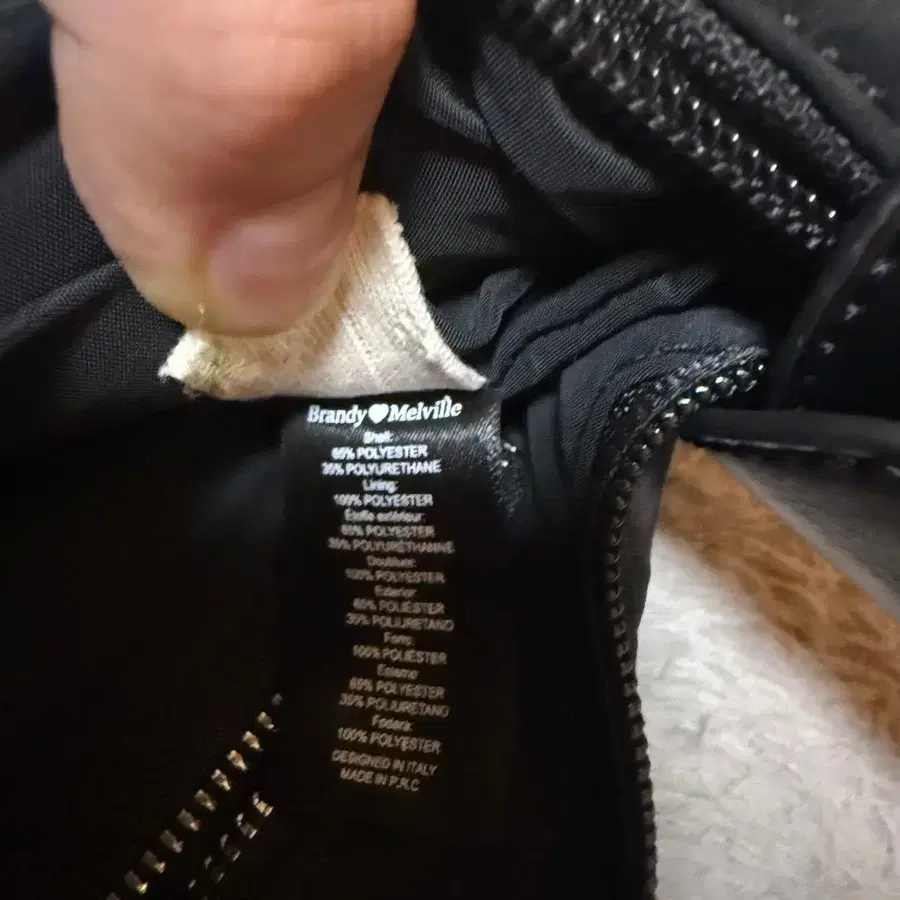 Brandy♥Melville
Shell:
65% POLYESTER
35% POLYURETHANE
Lining:
100% POLYESTER
Étoffe extérieur:
65% POLYESTER
35% POLYURÉTHANNE
Doublure:
100% POLYESTER
Exterior:
65% POLIÉSTER
35% POLIURETANO
Forro:
100% POLIÉSTER
Esterno:
65% POLYESTER
35% POLIURETANO
Fodera:
100% POLYESTER
DESIGNED IN ITALY
MADE IN P.R.C